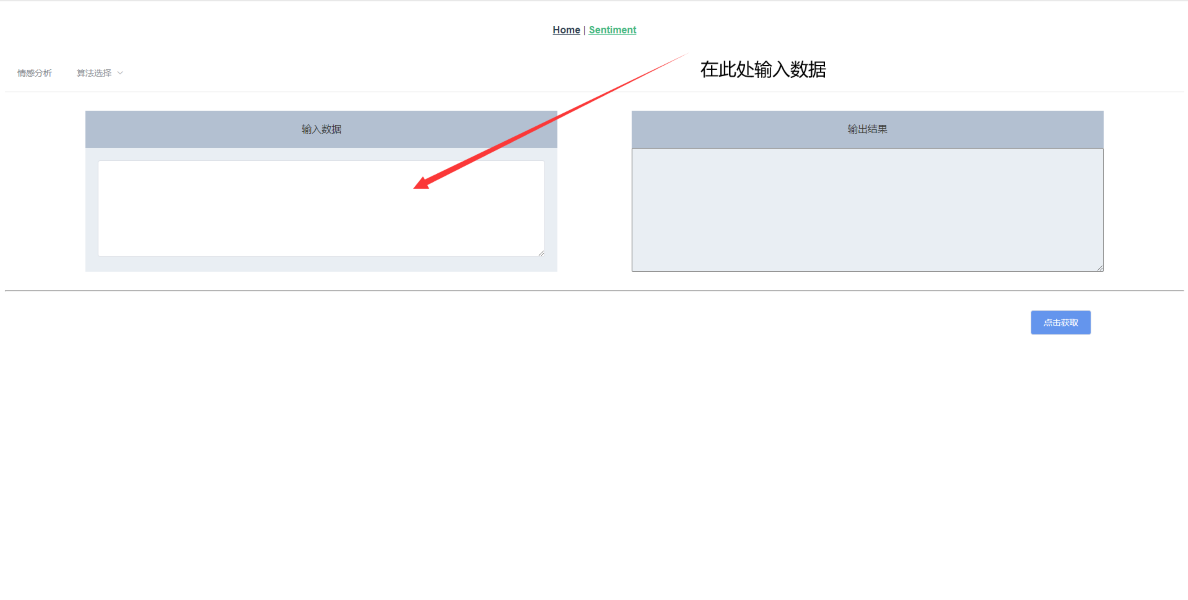 Home | Sentiment
在此处输入数据
情感分析 算法选择
输入数据
输出结果
点击获取